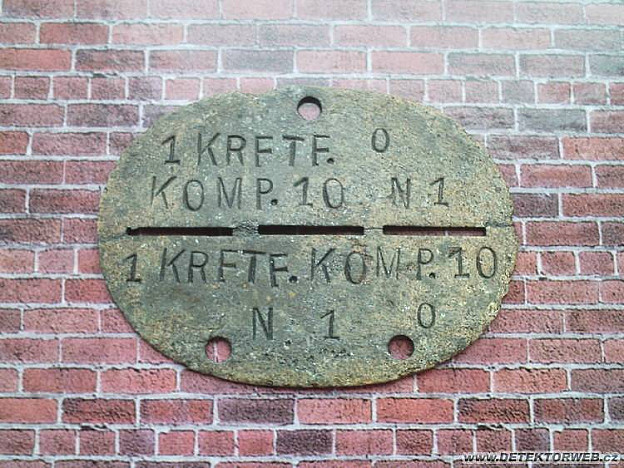 1 KRFTF. O
KOMP. 10 N 1
1 KRFTF. KOMP. 10
N 1 O
WWW.DETEKTORWEB.CZ